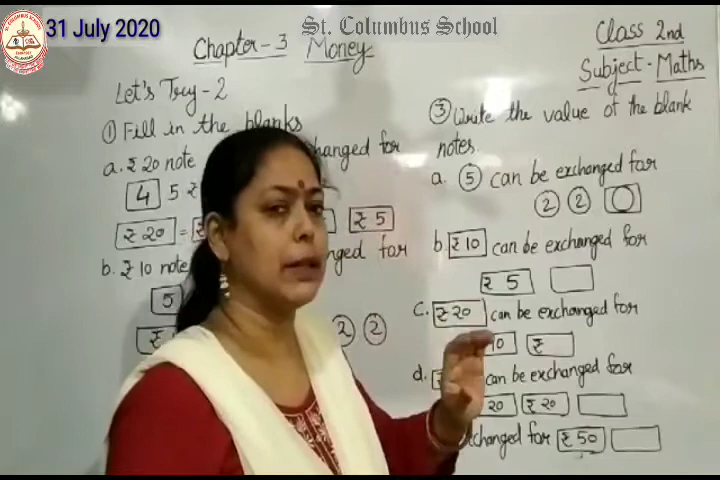 31 July 2020
St. Columbus School
Class 2nd
Subject - Maths
Chapter - 3 Money
Let's Try - 2
① Fill in the blanks
a. ₹ 20 note changed for
4 5 ₹
₹ 20 = ₹ 5
b. ₹ 10 note nged for
5
2 2
③ Write the value of the blank
notes.
a. ⑤ can be exchanged for
② ②
b. ₹ 10 can be exchanged for
₹ 5
c. ₹ 20 can be exchanged for
10 ₹
d. can be exchanged for
20 ₹ 20
exchanged for ₹ 50